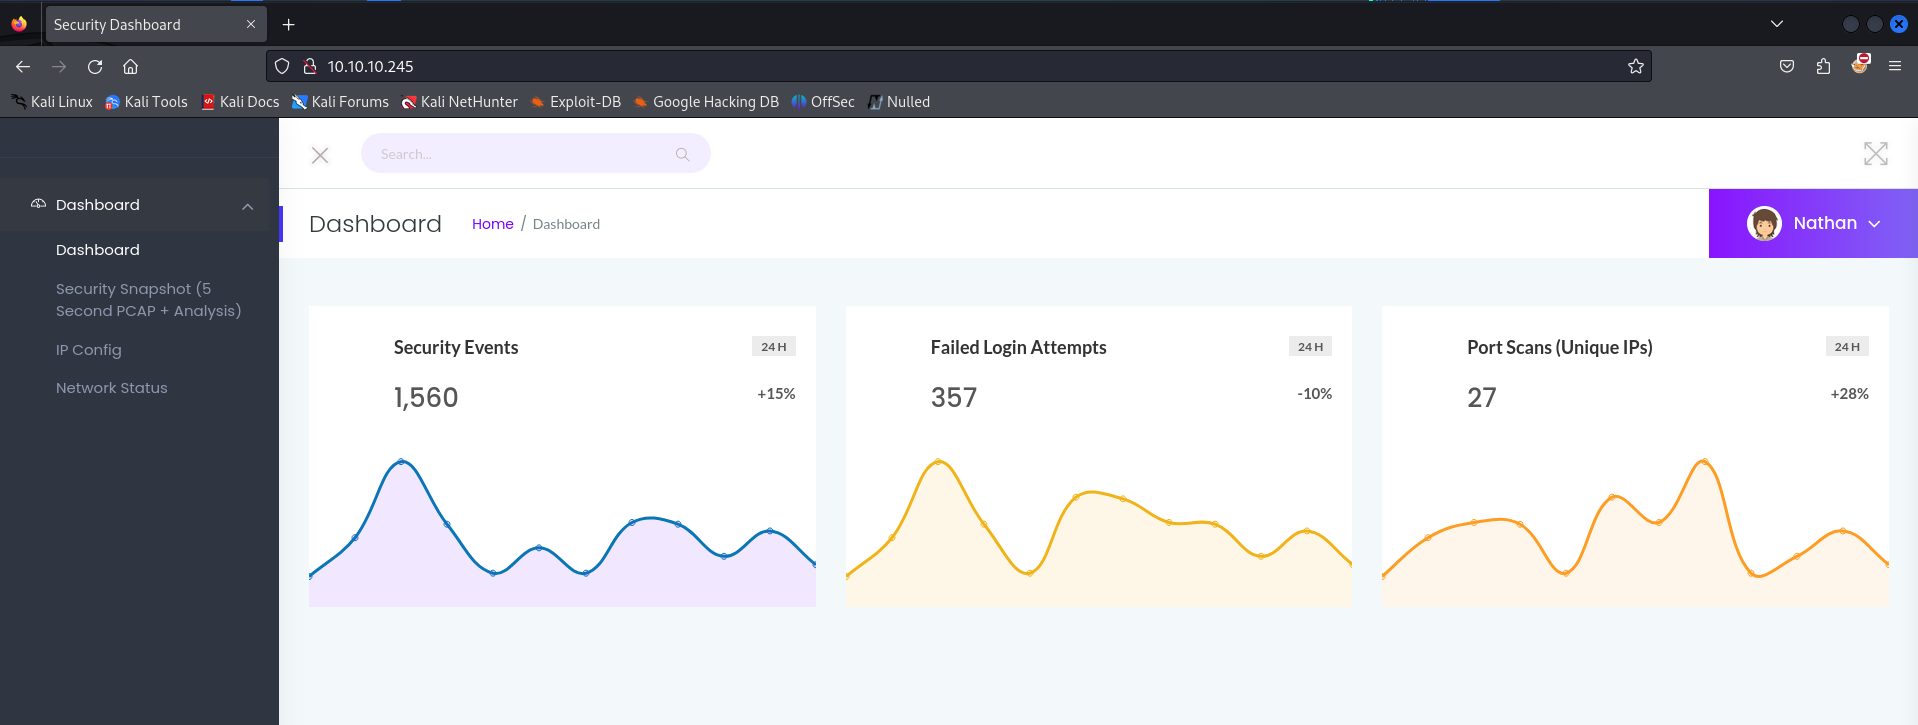 Security Dashboard
10.10.10.245
Kali Linux Kali Tools Kali Docs Kali Forums Kali NetHunter Exploit-DB Google Hacking DB OffSec Nulled
Search...
Dashboard
Dashboard
Security Snapshot (5
Second PCAP + Analysis)
IP Config
Network Status
Dashboard Home / Dashboard
Nathan
Security Events 24 H
1,560 +15%
Failed Login Attempts 24 H
357 -10%
Port Scans (Unique IPs) 24 H
27 +28%